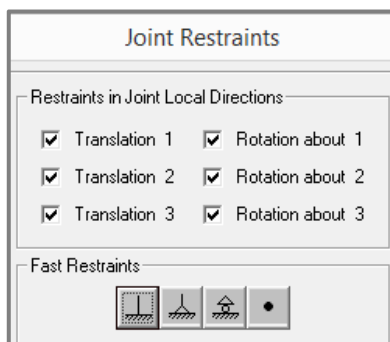 Joint Restraints
Restraints in Joint Local Directions
Translation 1 Rotation about 1
Translation 2 Rotation about 2
Translation 3 Rotation about 3
Fast Restraints